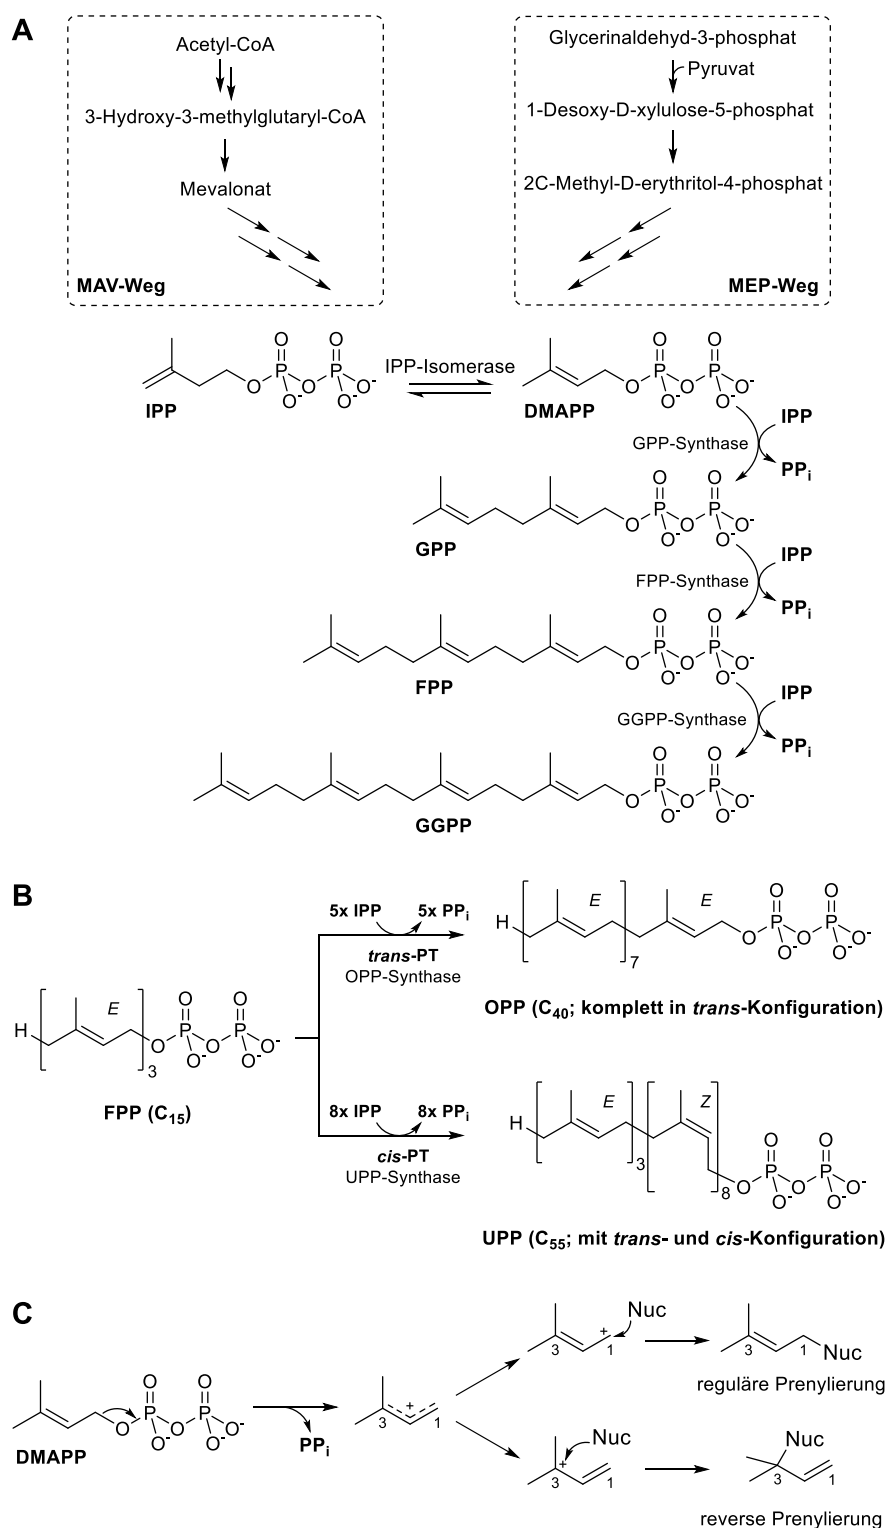 A
Acetyl-CoA
3-Hydroxy-3-methylglutaryl-CoA
Mevalonat
MAV-Weg
Glycerinaldehyd-3-phosphat
Pyruvat
1-Desoxy-D-xylulose-5-phosphat
2C-Methyl-D-erythritol-4-phosphat
MEP-Weg
O O
P P
O O O-
O- O-
IPP
IPP-Isomerase
O O
P P
O O O-
O- O-
DMAPP
IPP
GPP-Synthase
PPi
O O
P P
O O O-
O- O-
GPP
IPP
FPP-Synthase
PPi
O O
P P
O O O-
O- O-
FPP
IPP
GGPP-Synthase
PPi
O O
P P
O O O-
O- O-
GGPP
B
E
H
3
O O
P P
O O O-
O- O-
FPP (C15)
5x IPP 5x PPi
trans-PT
OPP-Synthase
E E
H
7
O O
P P
O O O-
O- O-
OPP (C40; komplett in trans-Konfiguration)
8x IPP 8x PPi
cis-PT
UPP-Synthase
E Z
H
3 8
O O
P P
O O O-
O- O-
UPP (C55; mit trans- und cis-Konfiguration)
C
O O
P P
O O O-
O- O-
DMAPP
PPi
+
3 1
Nuc
+
3 1
3 1
Nuc
reguläre Prenylierung
Nuc
+
3 1
Nuc
3 1
reverse Prenylierung